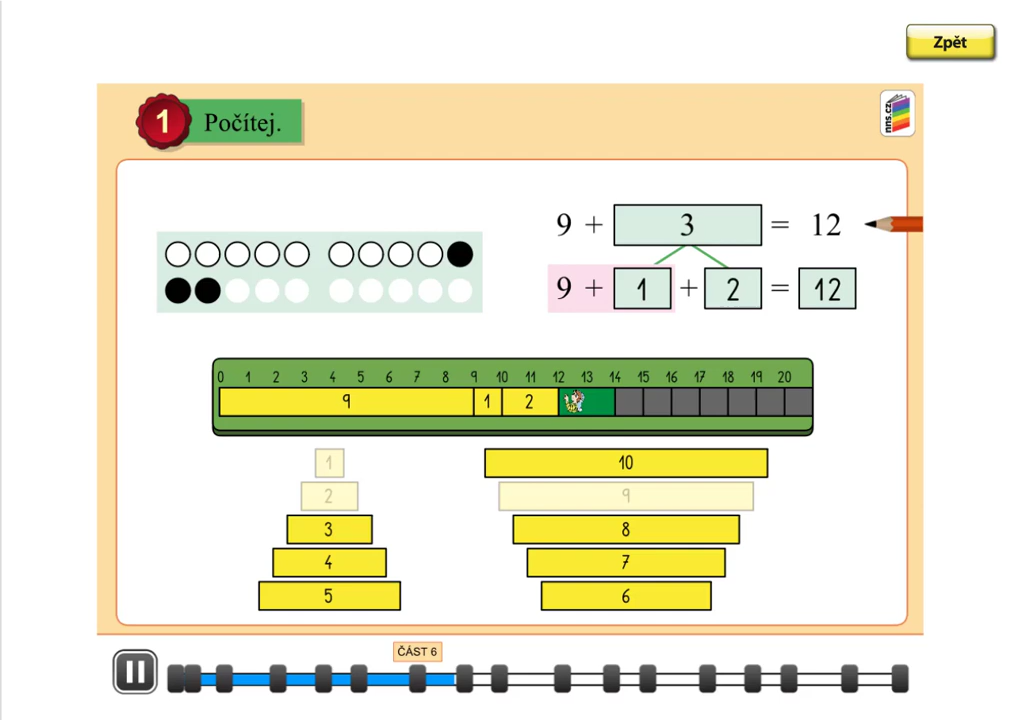 Zpět
1 Počítej.
nns.cz
9 + 3 = 12
9 + 1 + 2 = 12
0 1 2 3 4 5 6 7 8 9 10 11 12 13 14 15 16 17 18 19 20
9 1 2
1 10
2 9
3 8
4 7
5 6
ČÁST 6